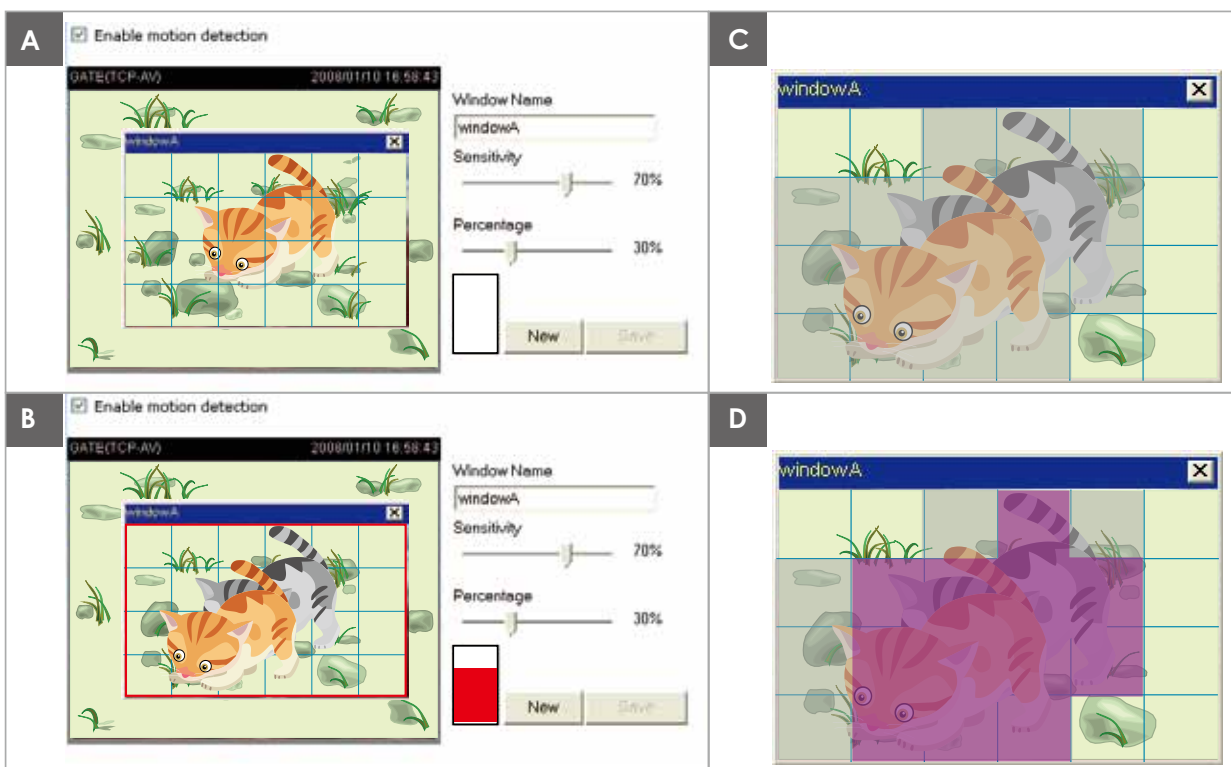 A
Enable motion detection
GATE(TCP-AV) 2008/01/10 16:58:43
windowA
Window Name
windowA
Sensitivity
70%
Percentage
30%
New Save
B
Enable motion detection
GATE(TCP-AV) 2008/01/10 16:58:43
windowA
Window Name
windowA
Sensitivity
70%
Percentage
30%
New Save
C
windowA
D
windowA